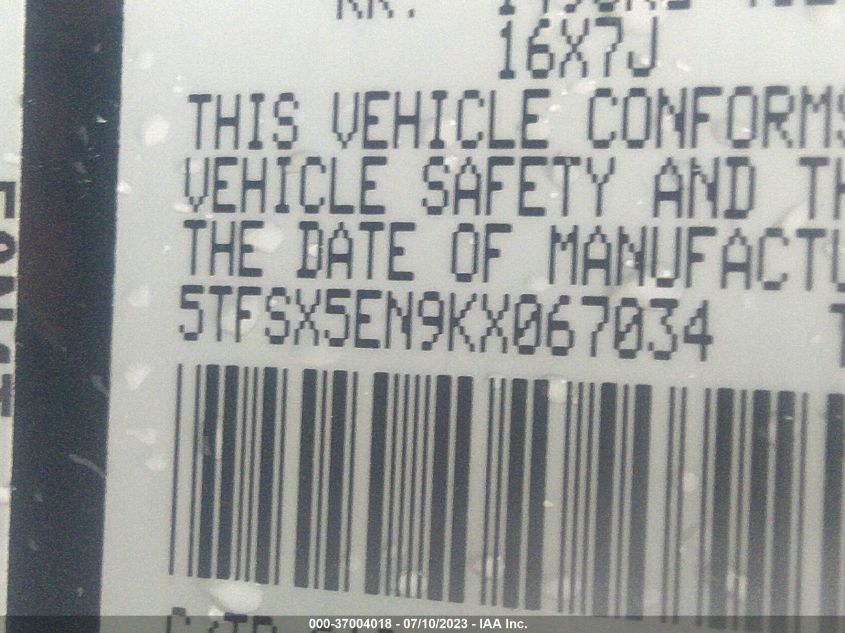 RR:
16X7J
THIS VEHICLE CONFORMS
VEHICLE SAFETY AND TH
THE DATE OF MANUFACTU
5TFSX5EN9KX067034 T
000-37004018 - 07/10/2023 - IAA Inc.